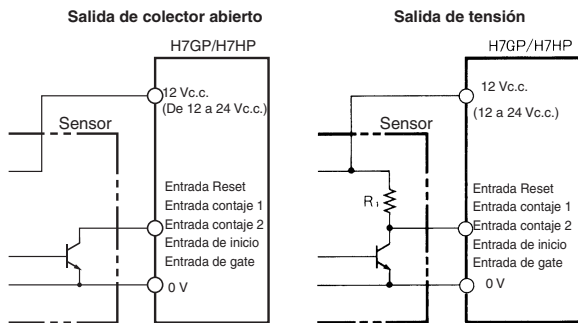 Salida de colector abierto
H7GP/H7HP
12 Vc.c.
(De 12 a 24 Vc.c.)
Sensor
Entrada Reset
Entrada contaje 1
Entrada contaje 2
Entrada de inicio
Entrada de gate
0 V
Salida de tensión
H7GP/H7HP
12 Vc.c.
(12 a 24 Vc.c.)
Sensor
R1
Entrada Reset
Entrada contaje 1
Entrada contaje 2
Entrada de inicio
Entrada de gate
0 V